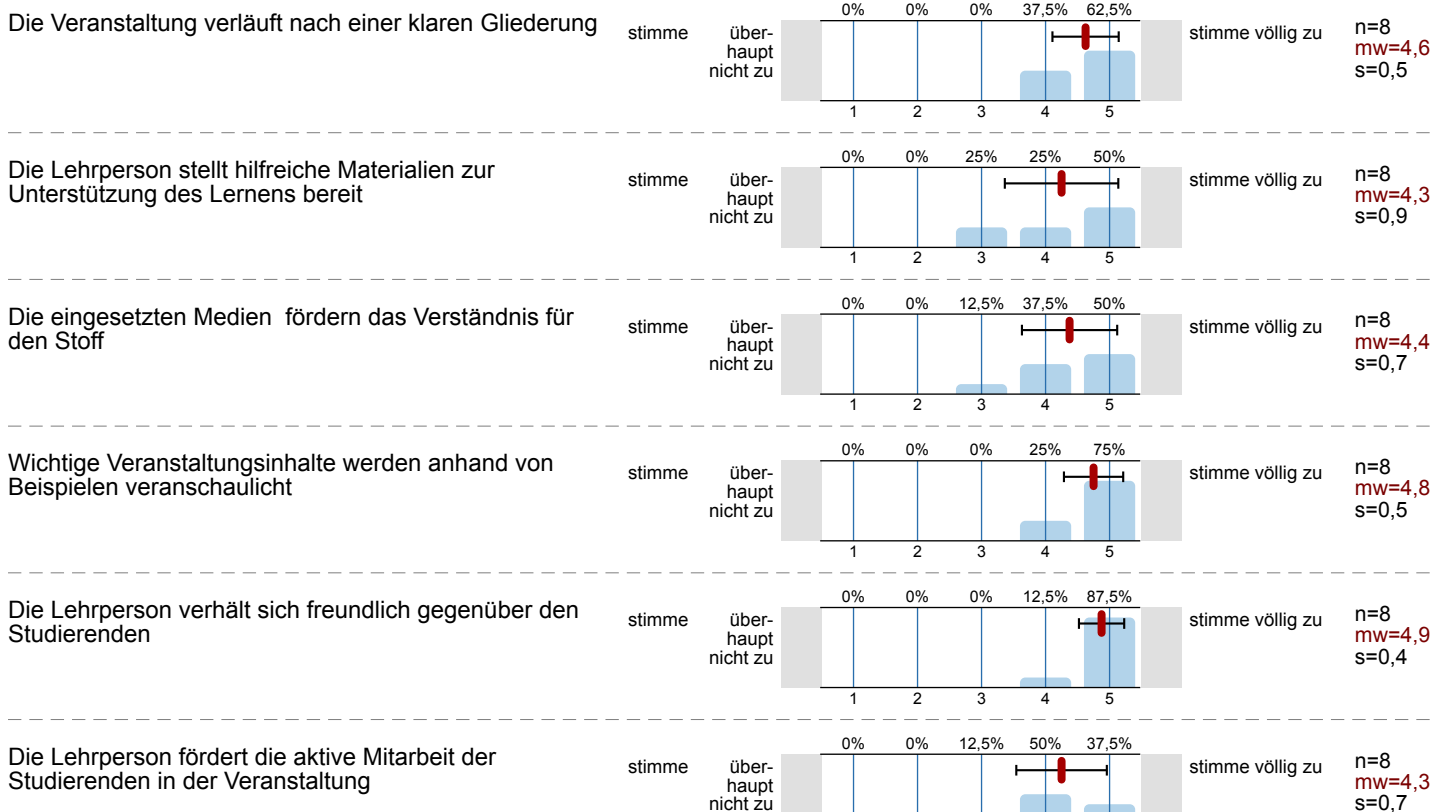 Die Veranstaltung verläuft nach einer klaren Gliederung
stimme über-
haupt
nicht zu
0% 0% 0% 37,5% 62,5%
1 2 3 4 5
stimme völlig zu
n=8
mw=4,6
s=0,5
Die Lehrperson stellt hilfreiche Materialien zur
Unterstützung des Lernens bereit
stimme über-
haupt
nicht zu
0% 0% 25% 25% 50%
1 2 3 4 5
stimme völlig zu
n=8
mw=4,3
s=0,9
Die eingesetzten Medien  fördern das Verständnis für
den Stoff
stimme über-
haupt
nicht zu
0% 0% 12,5% 37,5% 50%
1 2 3 4 5
stimme völlig zu
n=8
mw=4,4
s=0,7
Wichtige Veranstaltungsinhalte werden anhand von
Beispielen veranschaulicht
stimme über-
haupt
nicht zu
0% 0% 0% 25% 75%
1 2 3 4 5
stimme völlig zu
n=8
mw=4,8
s=0,5
Die Lehrperson verhält sich freundlich gegenüber den
Studierenden
stimme über-
haupt
nicht zu
0% 0% 0% 12,5% 87,5%
1 2 3 4 5
stimme völlig zu
n=8
mw=4,9
s=0,4
Die Lehrperson fördert die aktive Mitarbeit der
Studierenden in der Veranstaltung
stimme über-
haupt
nicht zu
0% 0% 12,5% 50% 37,5%
stimme völlig zu
n=8
mw=4,3
s=0,7